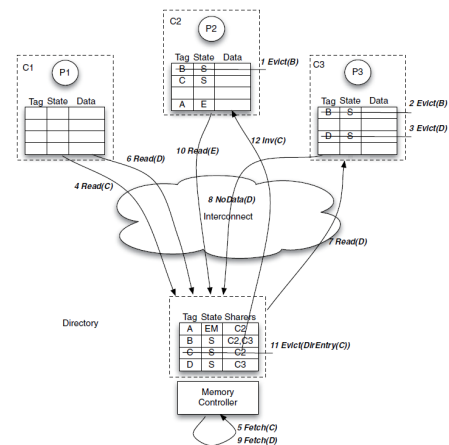 C2
P2
Tag State Data
B S
C S
A E
1 Evict(B)
C1
P1
Tag State Data
C3
P3
Tag State Data
B S
D S
2 Evict(B)
3 Evict(D)
12 Inv(C)
10 Read(E)
6 Read(D)
4 Read(C)
8 NoData(D)
Interconnect
7 Read(D)
Directory
Tag State Sharers
A EM C2
B S C2,C3
C S C2
D S C3
11 Evict(DirEntry(C))
Memory
Controller
5 Fetch(C)
9 Fetch(D)